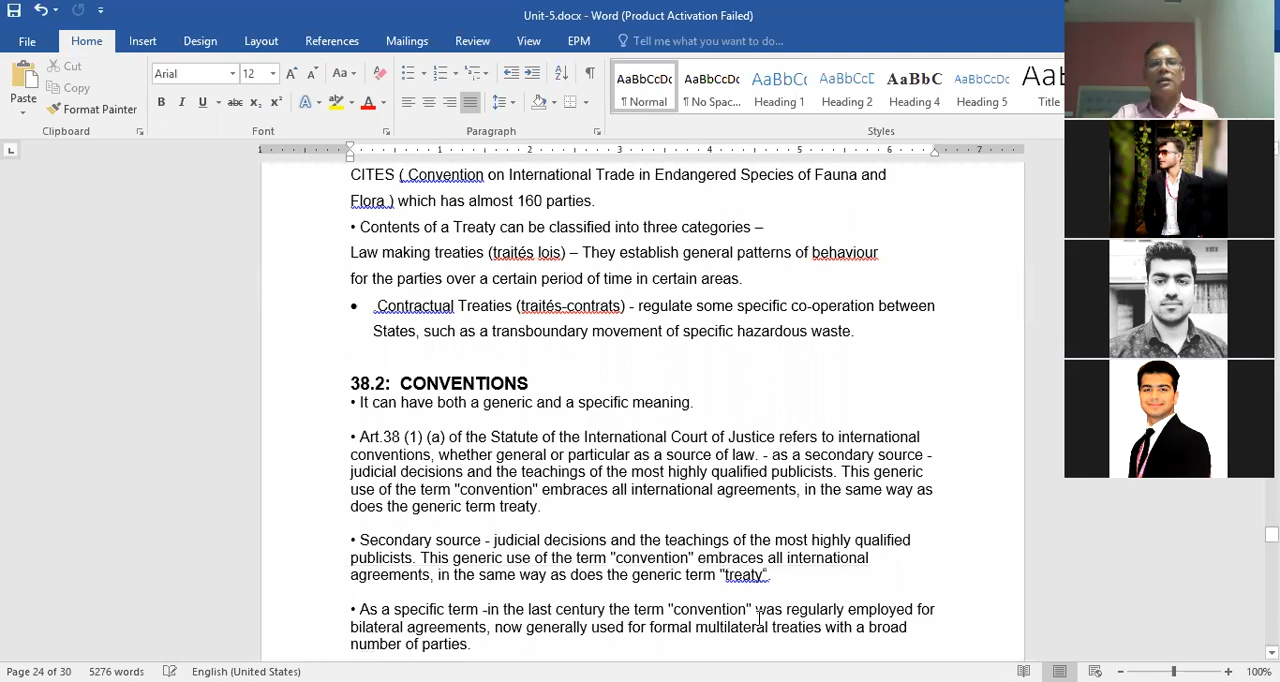 Unit-5.docx - Word (Product Activation Failed)
File Home Insert Design Layout References Mailings Review View EPM Tell me what you want to do...
Paste
Cut
Copy
Format Painter
Clipboard
Arial 12
Font
Paragraph
AaBbCcDc AaBbCcDc AaBbCc AaBbCcD AaBbC AaBbCcD Aa
¶ Normal ¶ No Spac... Heading 1 Heading 2 Heading 4 Heading 5 Title
Styles
1 1 2 3 4 5 6 7
CITES ( Convention on International Trade in Endangered Species of Fauna and
Flora ) which has almost 160 parties.
• Contents of a Treaty can be classified into three categories –
Law making treaties (traités lois) – They establish general patterns of behaviour
for the parties over a certain period of time in certain areas.
• Contractual Treaties (traités-contrats) - regulate some specific co-operation between
States, such as a transboundary movement of specific hazardous waste.
38.2: CONVENTIONS
• It can have both a generic and a specific meaning.
• Art.38 (1) (a) of the Statute of the International Court of Justice refers to international
conventions, whether general or particular as a source of law. - as a secondary source -
judicial decisions and the teachings of the most highly qualified publicists. This generic
use of the term "convention" embraces all international agreements, in the same way as
does the generic term treaty.
• Secondary source - judicial decisions and the teachings of the most highly qualified
publicists. This generic use of the term "convention" embraces all international
agreements, in the same way as does the generic term "treaty“.
• As a specific term -in the last century the term "convention" was regularly employed for
bilateral agreements, now generally used for formal multilateral treaties with a broad
number of parties.
Page 24 of 30 5276 words English (United States) 100%